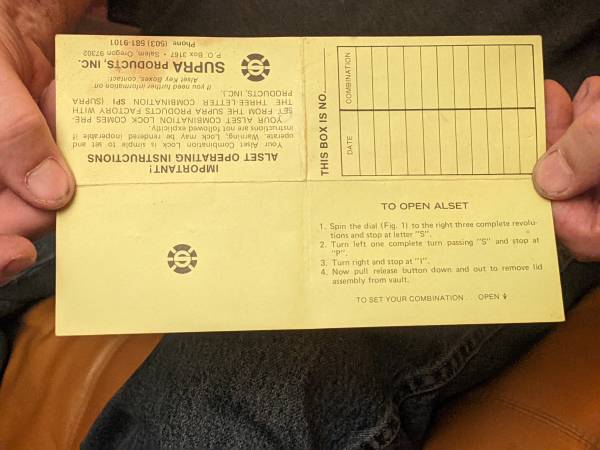 IMPORTANT!
ALSET OPERATING INSTRUCTIONS
Your Alset Combination Lock is simple to set and
operate. Warning, Lock may be rendered inoperable if
instructions are not followed explicitly.
YOUR ALSET COMBINATION LOCK COMES PRE-
SET FROM THE SUPRA PRODUCTS FACTORY WITH
THE THREE-LETTER COMBINATION SPI (SUPRA
PRODUCTS, INC.)
If you need further information on
Alset Key Boxes, contact:
SUPRA PRODUCTS, INC.
P.O. Box 3167 • Salem, Oregon 97302
Phone (503) 581-9101
THIS BOX IS NO.
DATE
COMBINATION
TO OPEN ALSET
1. Spin the dial (Fig. 1) to the right three complete revolu-
tions and stop at letter "S".
2. Turn left one complete turn passing "S" and stop at
"P".
3. Turn right and stop at "I".
4. Now pull release button down and out to remove lid
assembly from vault.
TO SET YOUR COMBINATION . . . OPEN